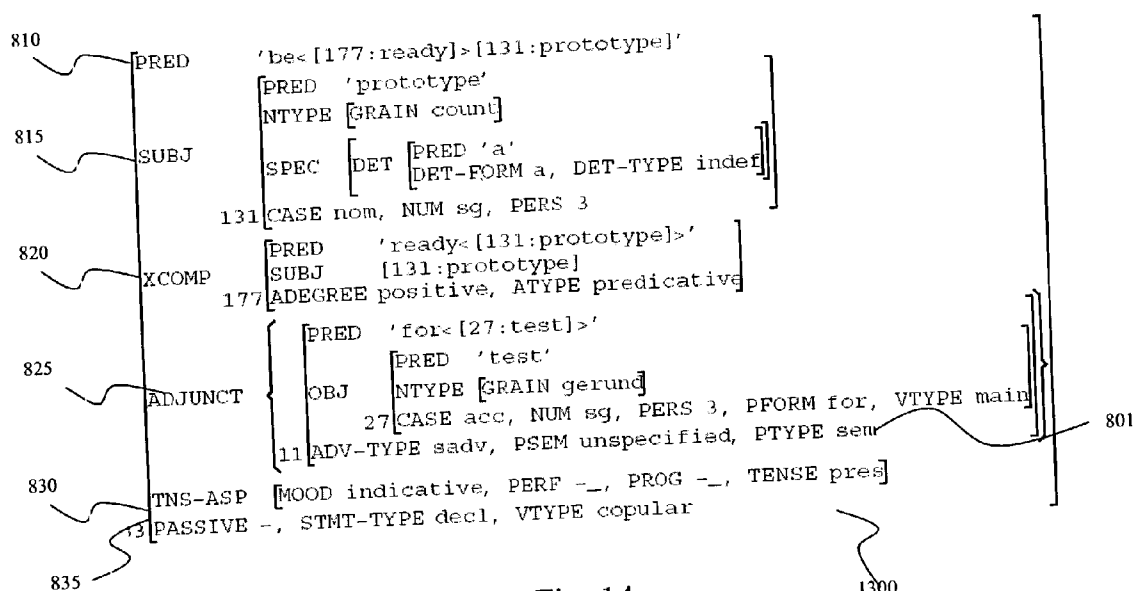 810
PRED 'be<[177:ready]>[131:prototype]'
PRED 'prototype'
NTYPE [GRAIN count]
815
SUBJ
SPEC [DET [PRED 'a'
DET-FORM a, DET-TYPE indef]]
131 CASE nom, NUM sg, PERS 3
820
PRED 'ready<[131:prototype]>'
XCOMP SUBJ [131:prototype]
177 ADEGREE positive, ATYPE predicative
PRED 'for<[27:test]>'
PRED 'test'
825
ADJUNCT { OBJ NTYPE [GRAIN gerund]
27 CASE acc, NUM sg, PERS 3, PFORM for, VTYPE main
801
11 ADV-TYPE sadv, PSEM unspecified, PTYPE sem
830
TNS-ASP [MOOD indicative, PERF -_, PROG -_, TENSE pres]
PASSIVE -, STMT-TYPE decl, VTYPE copular
835
1300